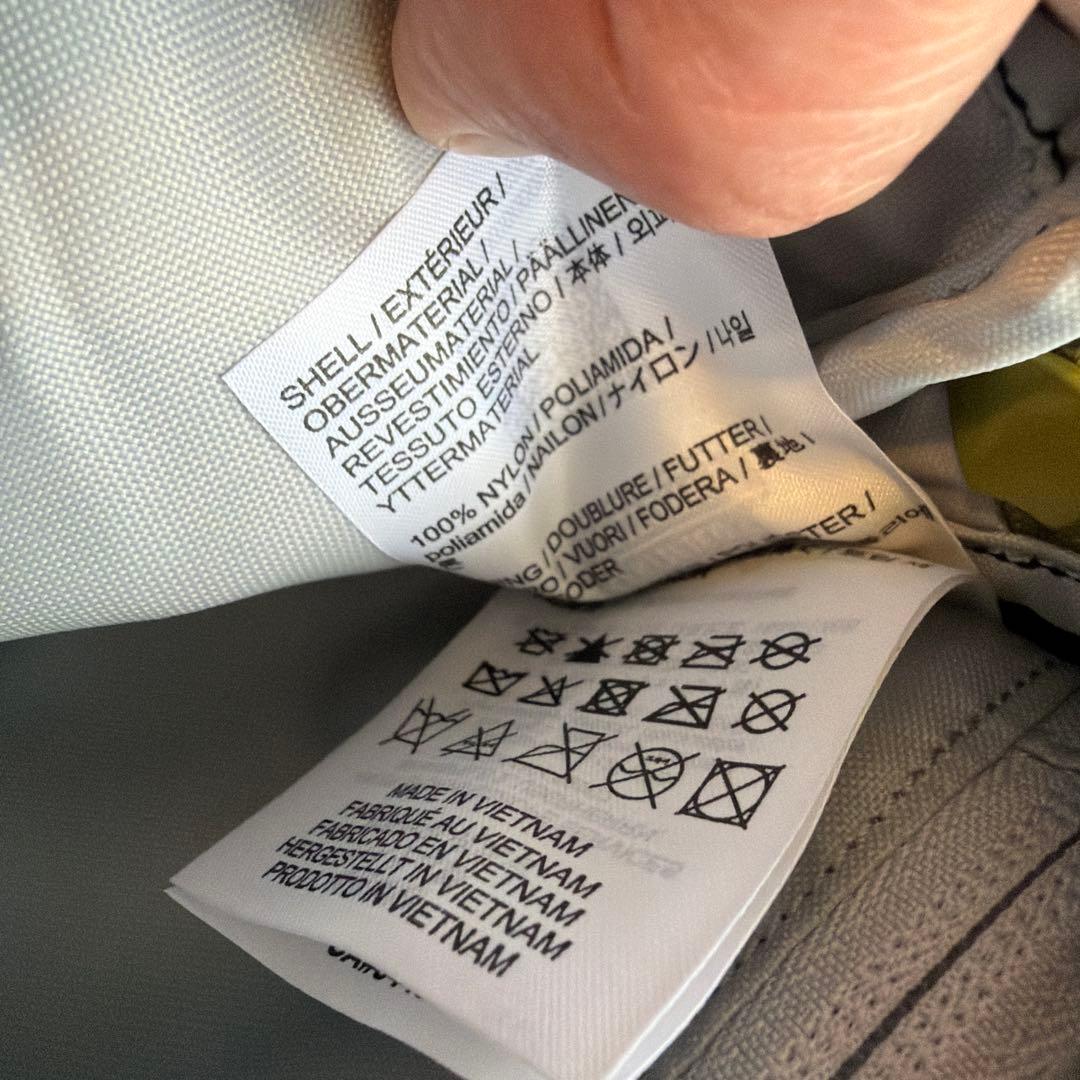 SHELL / EXTÉRIEUR /
OBERMATERIAL /
AUSSEUMATERIAL /
REVESTIMIENTO / PÄÄLLINEN
TESSUTO ESTERNO / 本体 /
YTTERMATERIAL
100% NYLON / POLIAMIDA /
poliamida / NAILON / ナイロン / 나일
/ DOUBLURE / FUTTER /
/ VUORI / FODERA / 裏地 \
MADE IN VIETNAM
FABRIQUÉ AU VIETNAM
FABRICADO EN VIETNAM
HERGESTELLT IN VIETNAM
PRODOTTO IN VIETNAM